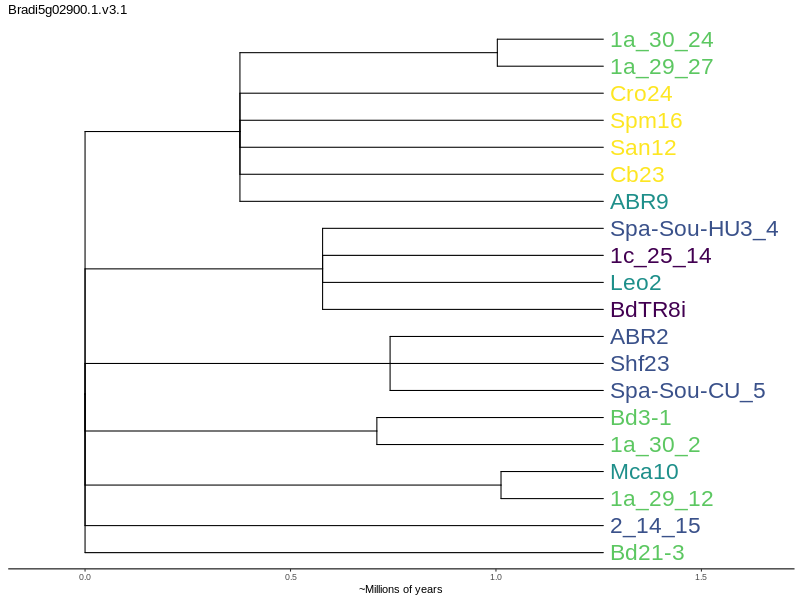 Bradi5g02900.1.v3.1
1a_30_24
1a_29_27
Cro24
Spm16
San12
Cb23
ABR9
Spa-Sou-HU3_4
1c_25_14
Leo2
BdTR8i
ABR2
Shf23
Spa-Sou-CU_5
Bd3-1
1a_30_2
Mca10
1a_29_12
2_14_15
Bd21-3
0.0 0.5 1.0 1.5
~Millions of years